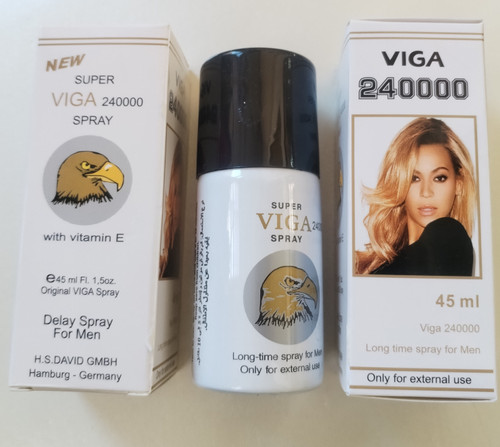 NEW
SUPER
VIGA 240000
SPRAY
with vitamin E
e45 ml Fl. 1,5oz.
Original VIGA Spray
Delay Spray
For Men
H.S.DAVID GMBH
Hamburg - Germany
SUPER
VIGA 240
SPRAY
Long-time spray for Men
Only for external use
VIGA
240000
45 ml
Viga 240000
Long time spray for Men
Only for external use